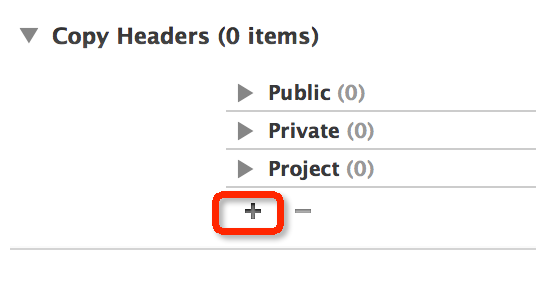 Copy Headers (0 items)
Public (0)
Private (0)
Project (0)